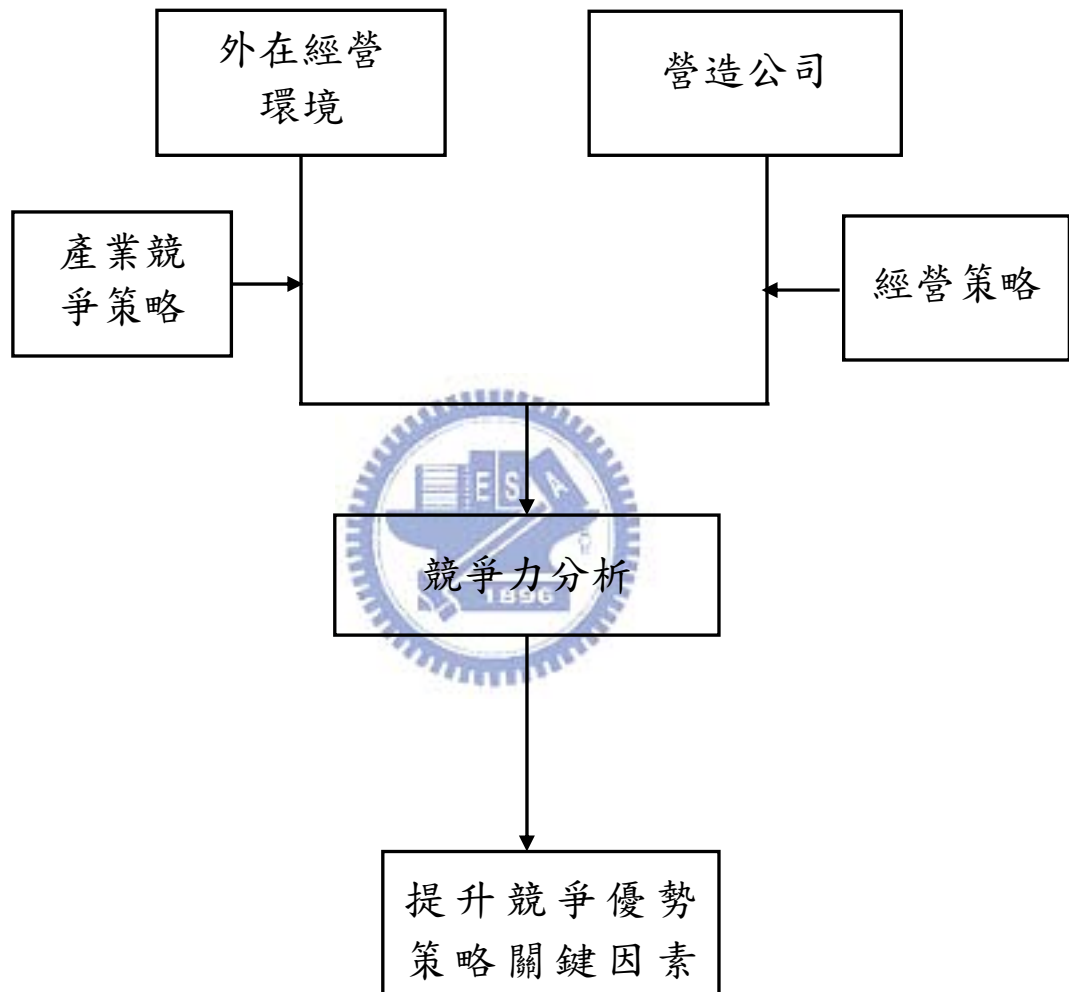 外在經營
環境
營造公司
產業競
爭策略
經營策略
E S A
競爭力分析
1896
提升競爭優勢
策略關鍵因素